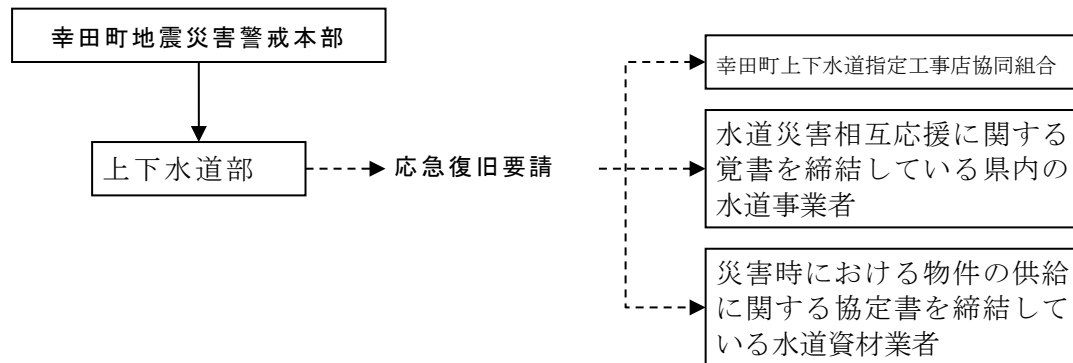 幸田町地震災害警戒本部
上下水道部
応急復旧要請
幸田町上下水道指定工事店協同組合
水道災害相互応援に関する
覚書を締結している県内の
水道事業者
災害時における物件の供給
に関する協定書を締結して
いる水道資材業者